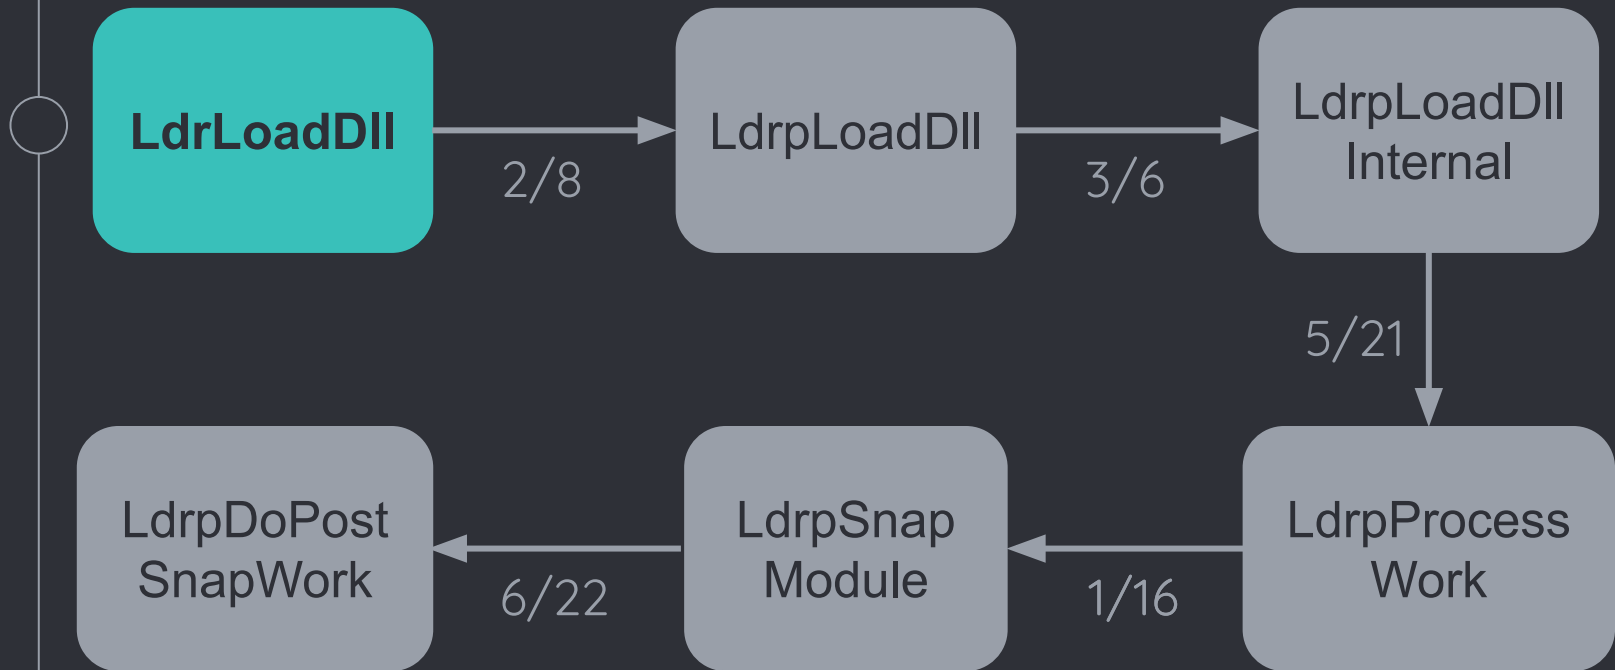 LdrLoadDll
2/8
LdrpLoadDll
3/6
LdrpLoadDll
Internal
5/21
LdrpProcess
Work
1/16
LdrpSnap
Module
6/22
LdrpDoPost
SnapWork